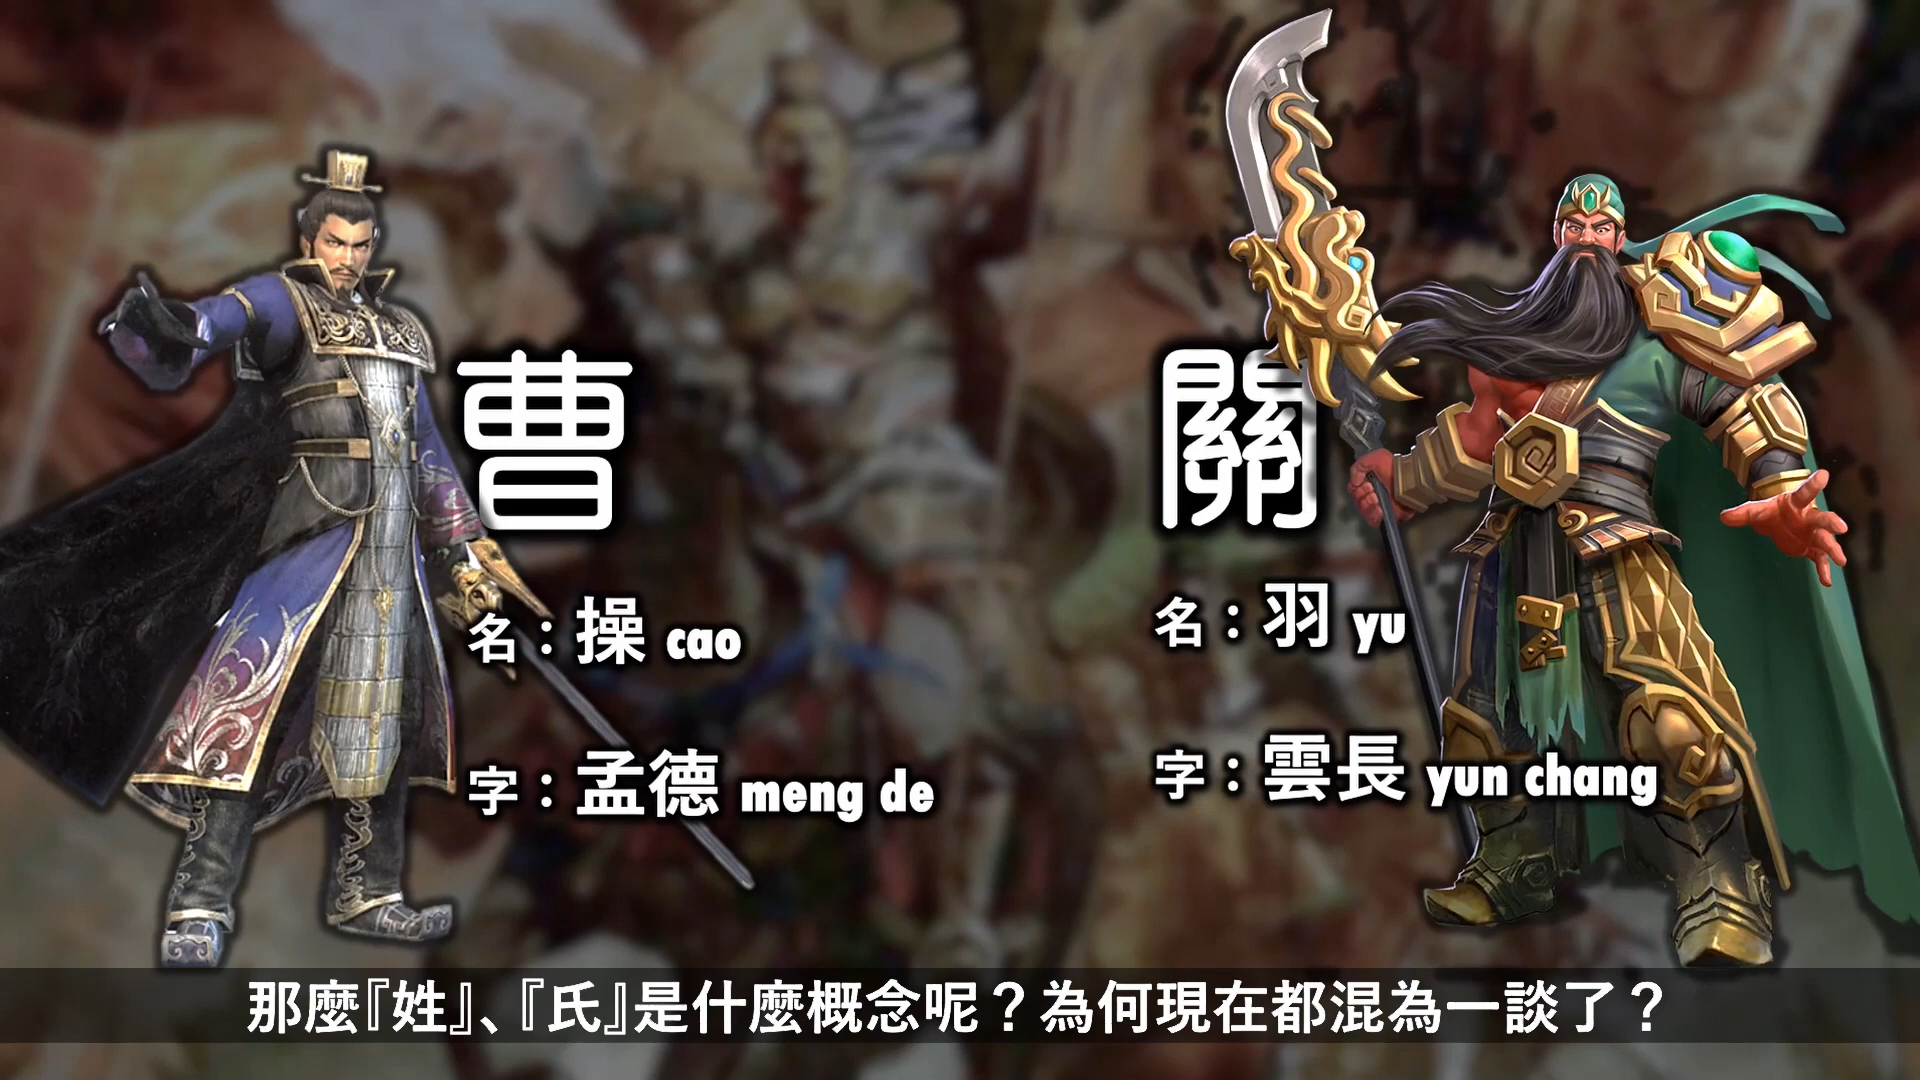 曹
名：操 cao
字：孟德 meng de
關
名：羽 yu
字：雲長 yun chang
那麼『姓』、『氏』是什麼概念呢？為何現在都混為一談了？